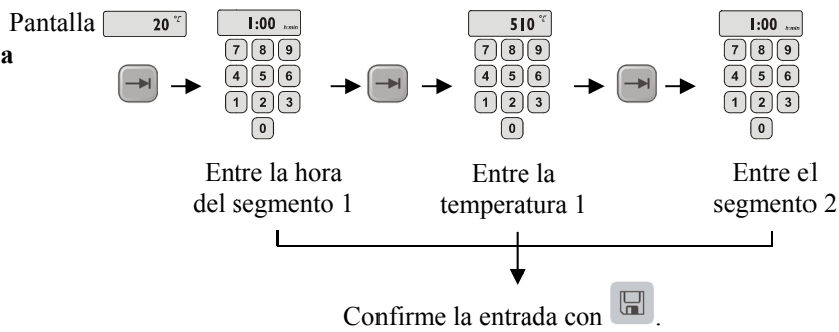 Pantalla 20 °C
a
1:00 h:min
7 8 9
4 5 6
1 2 3
0
510 °C
7 8 9
4 5 6
1 2 3
0
1:00 h:min
7 8 9
4 5 6
1 2 3
0
Entre la hora
del segmento 1
Entre la
temperatura 1
Entre el
segmento 2
Confirme la entrada con .